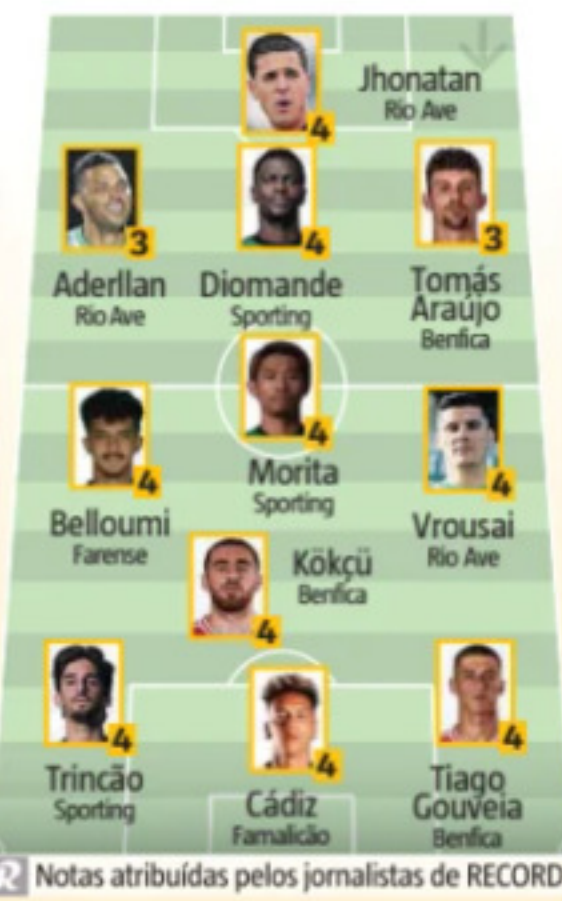 Jhonatan
Rio Ave
4
3
4
3
Aderllan
Rio Ave
Diomande
Sporting
Tomás
Araújo
Benfica
4
Morita
Sporting
4
Belloumi
Farense
4
Vrousai
Rio Ave
Kökçü
Benfica
4
4
Trincão
Sporting
4
Cádiz
Famalicão
4
Tiago
Gouveia
Benfica
R Notas atribuídas pelos jornalistas de RECORD